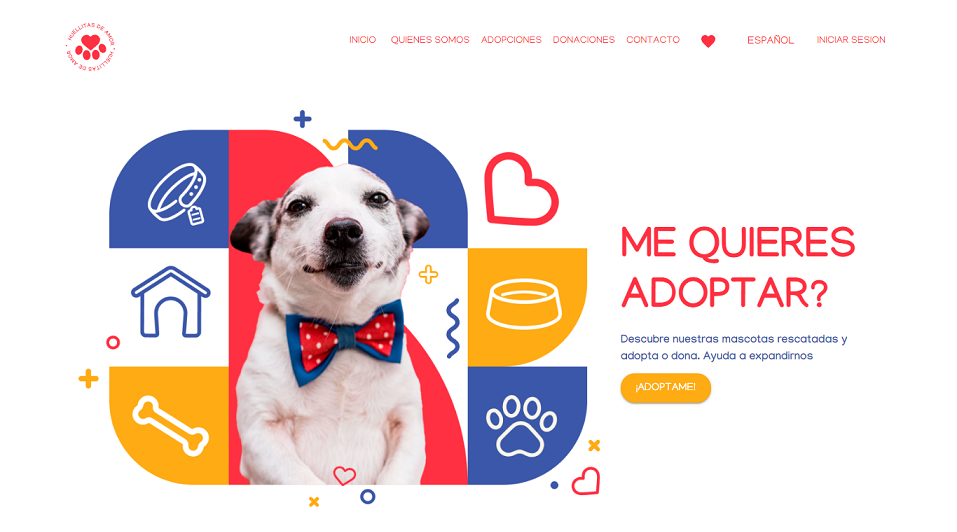 HUELLITAS DE AMOR • HUELLITAS DE AMOR •
INICIO QUIENES SOMOS ADOPCIONES DONACIONES CONTACTO ESPAÑOL INICIAR SESION
ME QUIERES
ADOPTAR?
Descubre nuestras mascotas rescatadas y
adopta o dona. Ayuda a expandirnos
¡ADOPTAME!